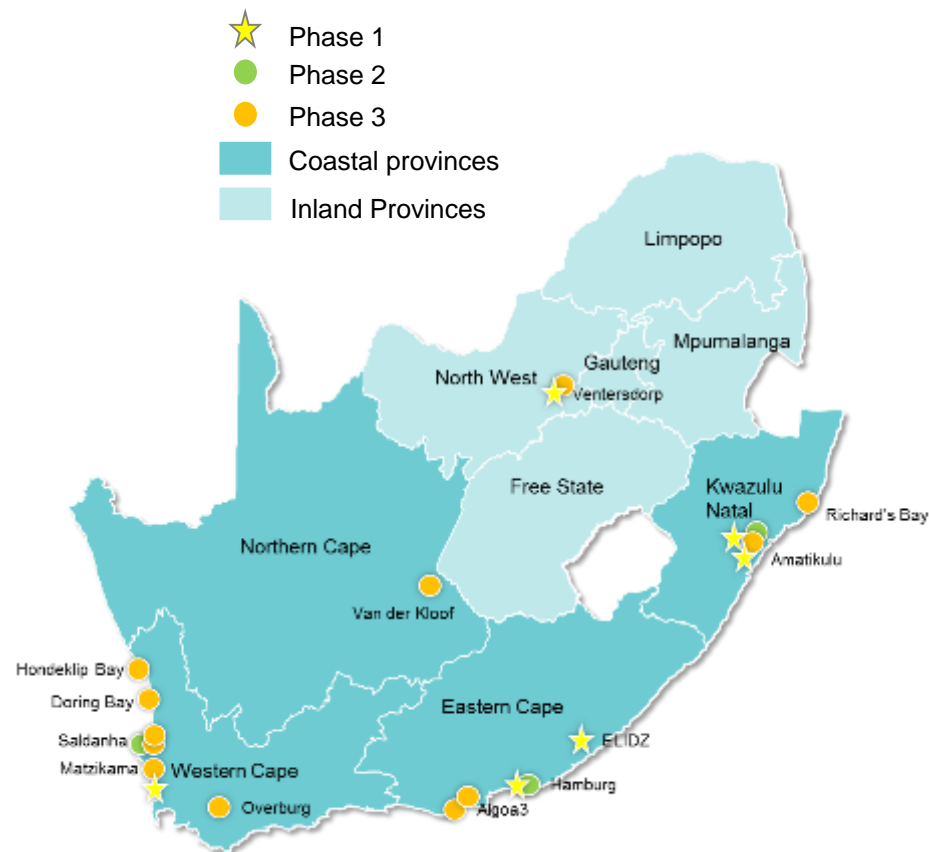 Phase 1
Phase 2
Phase 3
Coastal provinces
Inland Provinces
Limpopo
Mpumalanga
Gauteng
North West
Ventersdorp
Free State
Kwazulu
Natal
Richard's Bay
Amatikulu
Northern Cape
Van der Kloof
Hondeklip Bay
Doring Bay
Saldanha
Matzikama
Western Cape
Overburg
Eastern Cape
ELIDZ
Hamburg
Algoa3